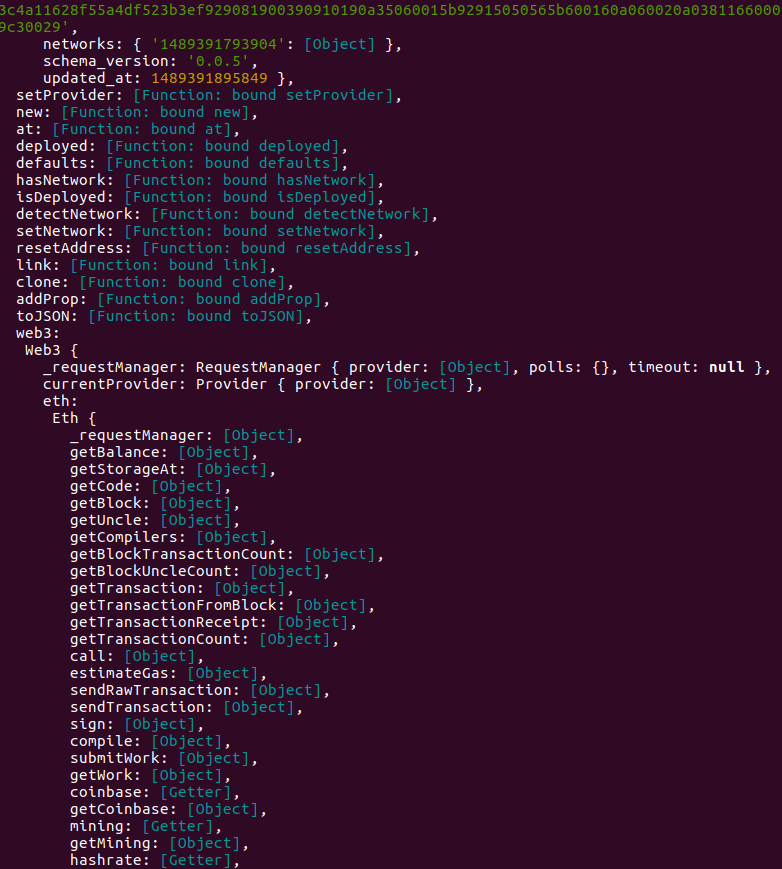 3c4a11628f55a4df523b3ef929081900390910190a35060015b92915050565b600160a060020a0381166000
9c30029',
networks: { '1489391793904': [Object] },
schema_version: '0.0.5',
updated_at: 1489391895849 },
setProvider: [Function: bound setProvider],
new: [Function: bound new],
at: [Function: bound at],
deployed: [Function: bound deployed],
defaults: [Function: bound defaults],
hasNetwork: [Function: bound hasNetwork],
isDeployed: [Function: bound isDeployed],
detectNetwork: [Function: bound detectNetwork],
setNetwork: [Function: bound setNetwork],
resetAddress: [Function: bound resetAddress],
link: [Function: bound link],
clone: [Function: bound clone],
addProp: [Function: bound addProp],
toJSON: [Function: bound toJSON],
web3:
Web3 {
_requestManager: RequestManager { provider: [Object], polls: {}, timeout: null },
currentProvider: Provider { provider: [Object] },
eth:
Eth {
_requestManager: [Object],
getBalance: [Object],
getStorageAt: [Object],
getCode: [Object],
getBlock: [Object],
getUncle: [Object],
getCompilers: [Object],
getBlockTransactionCount: [Object],
getBlockUncleCount: [Object],
getTransaction: [Object],
getTransactionFromBlock: [Object],
getTransactionReceipt: [Object],
getTransactionCount: [Object],
call: [Object],
estimateGas: [Object],
sendRawTransaction: [Object],
sendTransaction: [Object],
sign: [Object],
compile: [Object],
submitWork: [Object],
getWork: [Object],
coinbase: [Getter],
getCoinbase: [Object],
mining: [Getter],
getMining: [Object],
hashrate: [Getter],